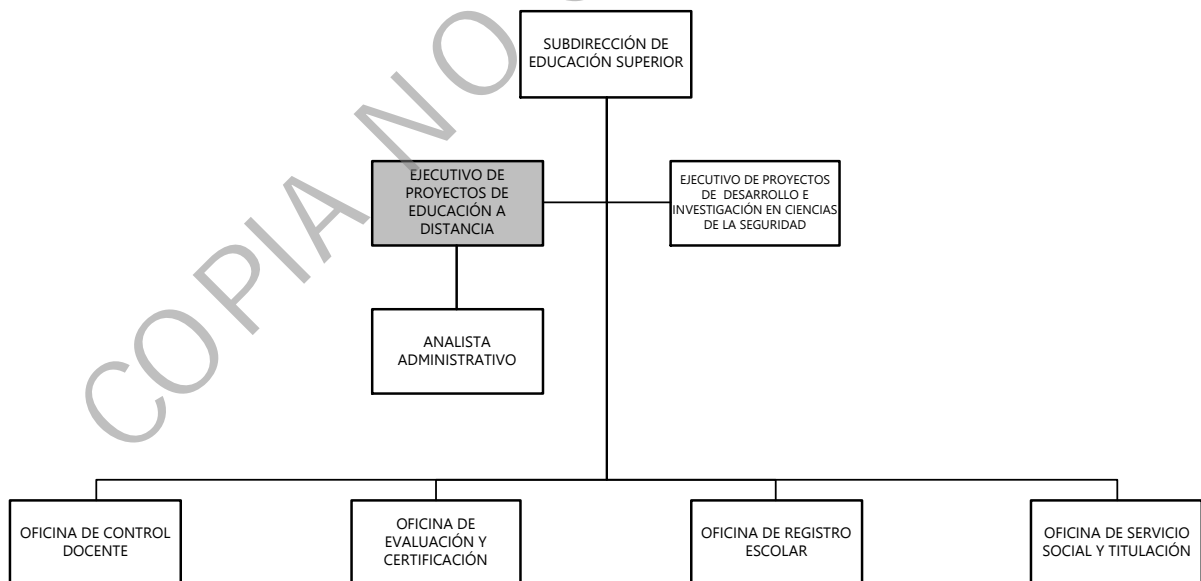 SUBDIRECCIÓN DE
EDUCACIÓN SUPERIOR
EJECUTIVO DE
PROYECTOS DE
EDUCACIÓN A
DISTANCIA
EJECUTIVO DE PROYECTOS
DE DESARROLLO E
INVESTIGACIÓN EN CIENCIAS
DE LA SEGURIDAD
ANALISTA
ADMINISTRATIVO
OFICINA DE CONTROL
DOCENTE
OFICINA DE
EVALUACIÓN Y
CERTIFICACIÓN
OFICINA DE REGISTRO
ESCOLAR
OFICINA DE SERVICIO
SOCIAL Y TITULACIÓN
COPIA NO